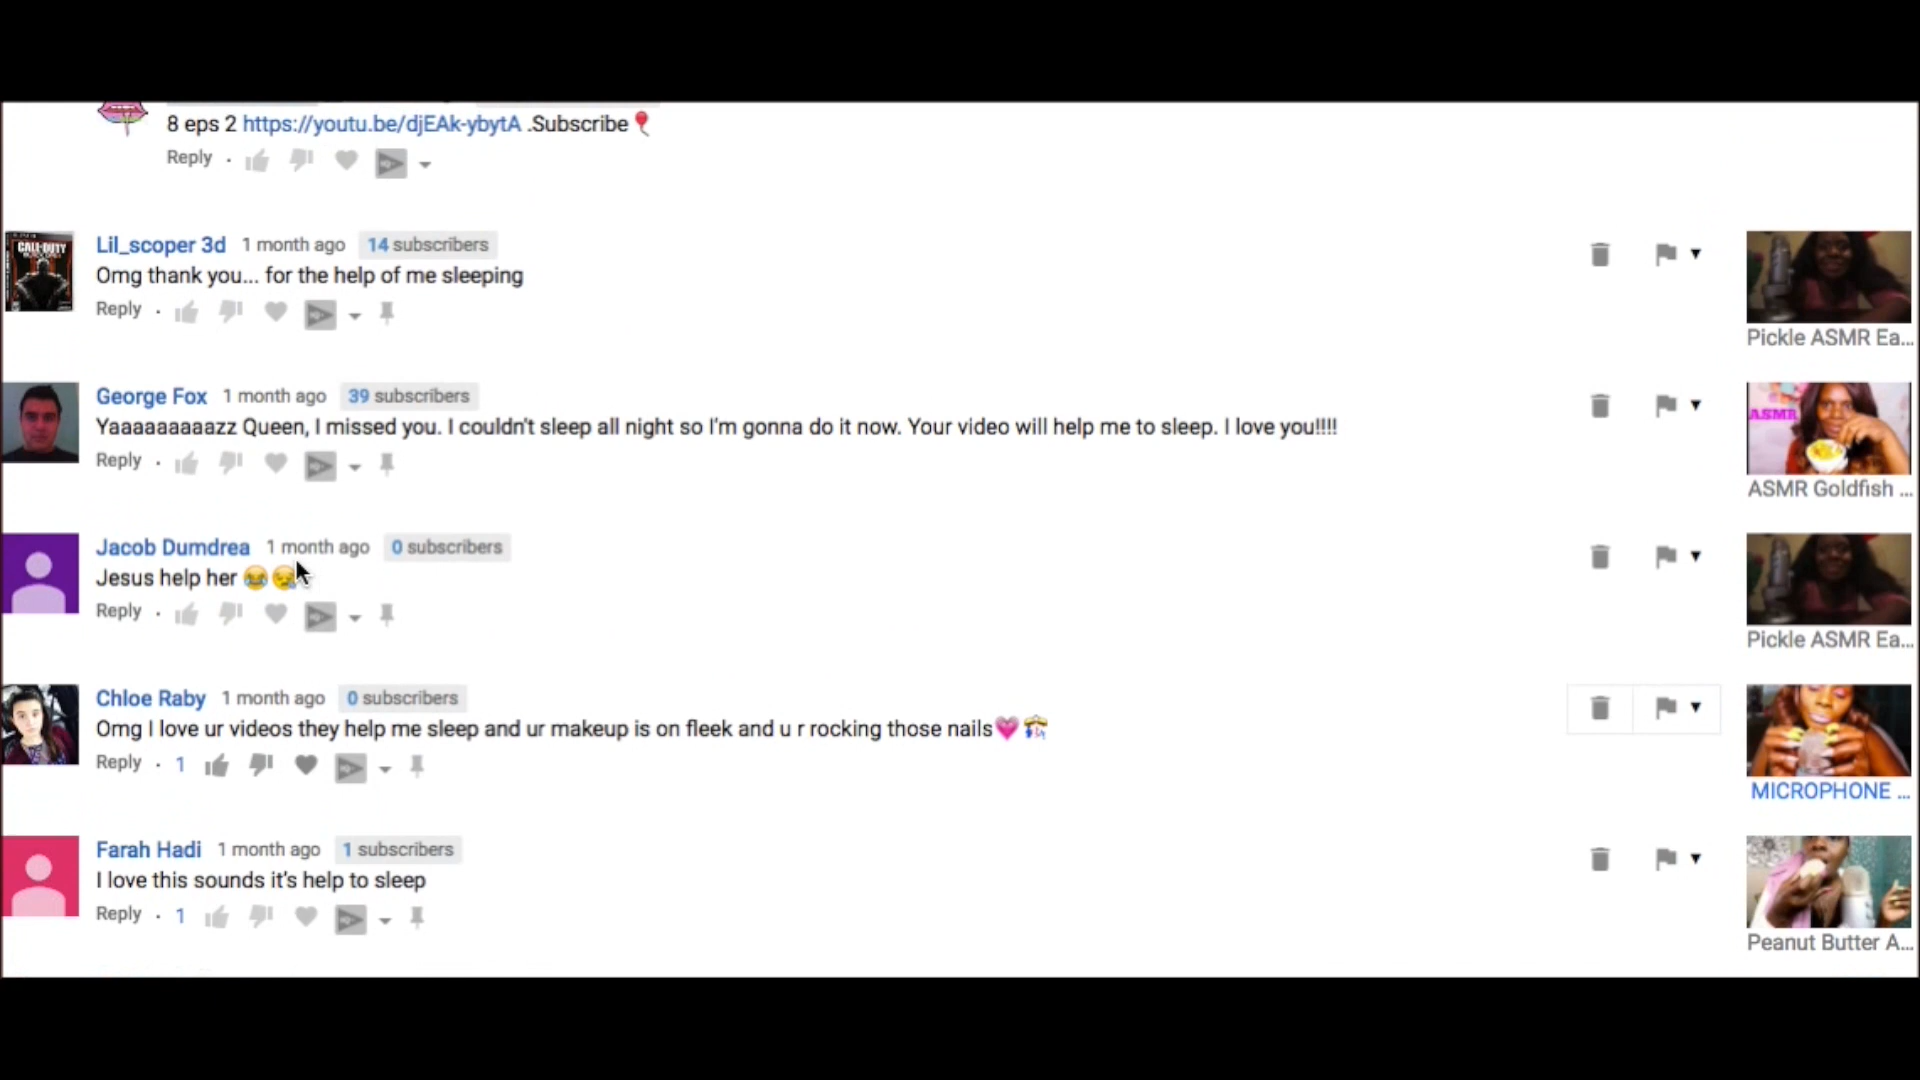 8 eps 2 https://youtu.be/djEAk-ybytA .Subscribe🎈
Reply ·
CALL DUTY
Lil_scoper 3d 1 month ago 14 subscribers
Omg thank you... for the help of me sleeping
Reply ·
Pickle ASMR Ea...
George Fox 1 month ago 39 subscribers
Yaaaaaaaaazz Queen, I missed you. I couldn't sleep all night so I'm gonna do it now. Your video will help me to sleep. I love you!!!!
Reply ·
ASMR
ASMR Goldfish ...
Jacob Dumdrea 1 month ago 0 subscribers
Jesus help her 😂😪
Reply ·
Pickle ASMR Ea...
Chloe Raby 1 month ago 0 subscribers
Omg I love ur videos they help me sleep and ur makeup is on fleek and u r rocking those nails
Reply · 1
MICROPHONE ...
Farah Hadi 1 month ago 1 subscribers
I love this sounds it's help to sleep
Reply · 1
Peanut Butter A...